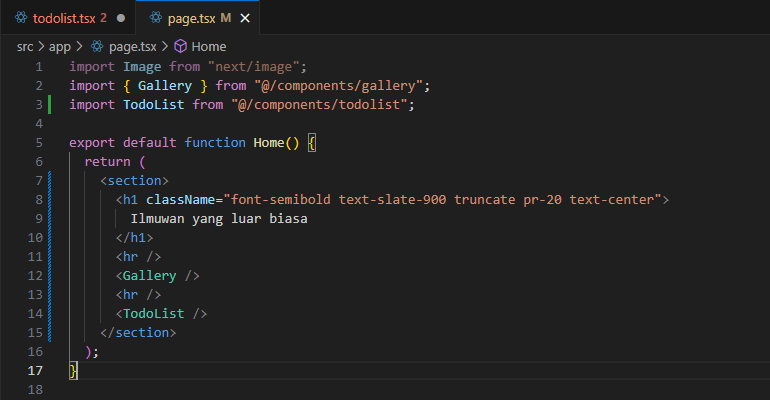 todolist.tsx 2
page.tsx M
src > app > page.tsx > Home
1 import Image from "next/image";
2 import { Gallery } from "@/components/gallery";
3 import TodoList from "@/components/todolist";
4
5 export default function Home() {
6 return (
7 <section>
8 <h1 className="font-semibold text-slate-900 truncate pr-20 text-center">
9 Ilmuwan yang luar biasa
10 </h1>
11 <hr />
12 <Gallery />
13 <hr />
14 <TodoList />
15 </section>
16 );
17 }
18